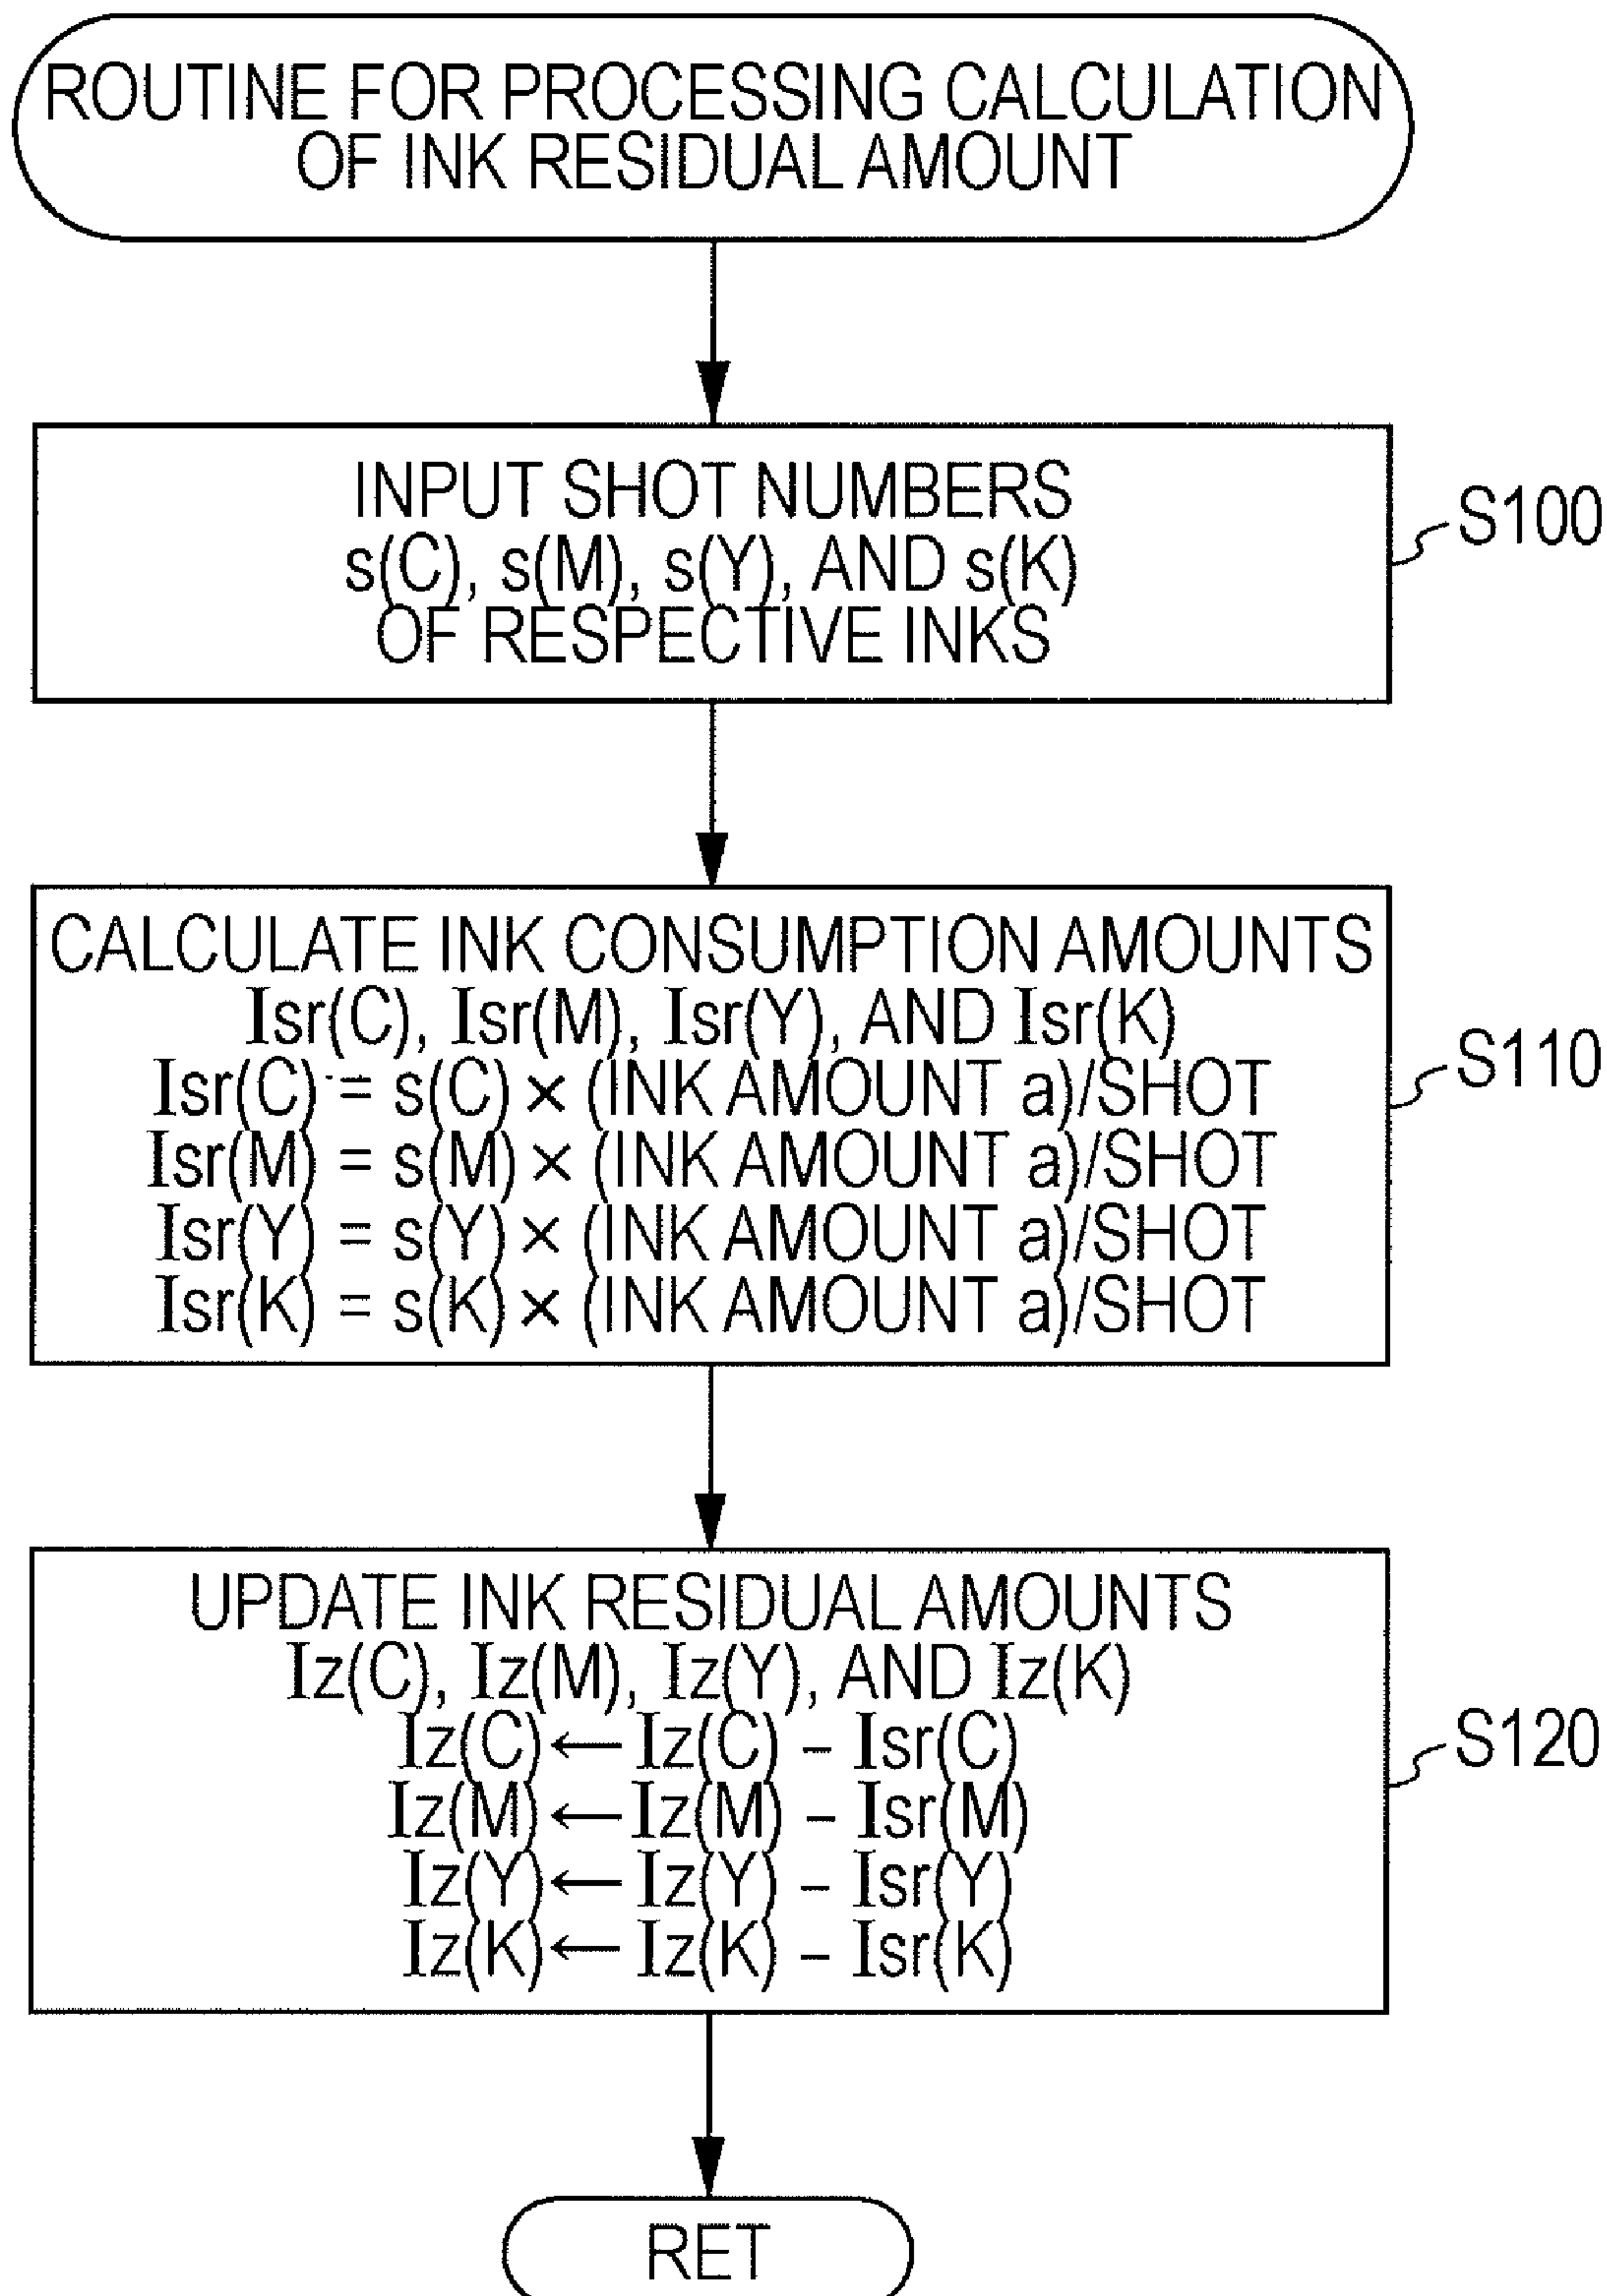 ROUTINE FOR PROCESSING CALCULATION
OF INK RESIDUAL AMOUNT
INPUT SHOT NUMBERS
s(C), s(M), s(Y), AND s(K)
OF RESPECTIVE INKS
S100
CALCULATE INK CONSUMPTION AMOUNTS
Isr(C), Isr(M), Isr(Y), AND Isr(K)
Isr(C) = s(C) × (INK AMOUNT a)/SHOT
Isr(M) = s(M) × (INK AMOUNT a)/SHOT
Isr(Y) = s(Y) × (INK AMOUNT a)/SHOT
Isr(K) = s(K) × (INK AMOUNT a)/SHOT
S110
UPDATE INK RESIDUAL AMOUNTS
Iz(C), Iz(M), Iz(Y), AND Iz(K)
Iz(C) ← Iz(C) – Isr(C)
Iz(M) ← Iz(M) – Isr(M)
Iz(Y) ← Iz(Y) – Isr(Y)
Iz(K) ← Iz(K) – Isr(K)
S120
RET